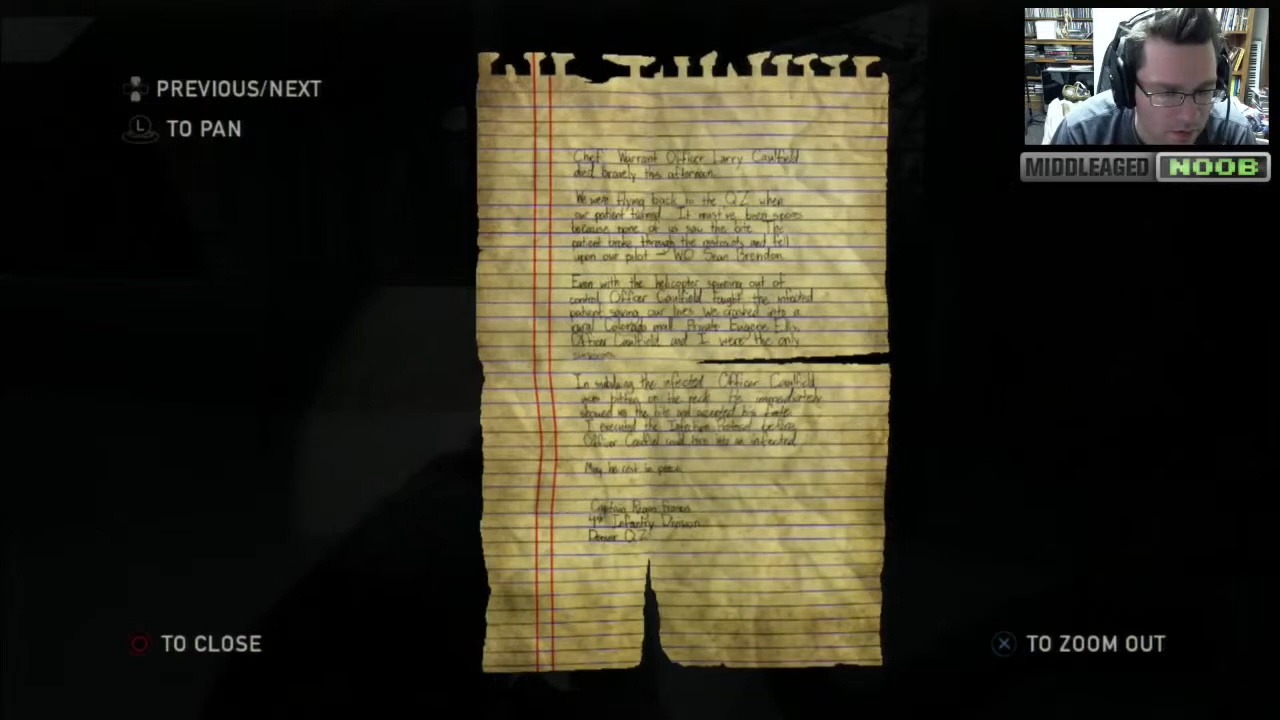 PREVIOUS/NEXT
L TO PAN
MIDDLEAGED NOOB
Chief Warrant Officer Larry Caulfield
died bravely this afternoon.
We were flying back to the QZ when
our patient turned. It must've been spores
because none of us saw the bite. The
patient broke through the restraints and fell
upon our pilot - WO Sean Brendon.
Even with the helicopter spinning out of
control Officer Caulfield fought the infected
patient saving our lives. We crashed into a
rural Colorado mall. Private Eugene Ellis,
Officer Caulfield and I were the only
survivors.
In subduing the infected Officer Caulfield
was bitten on the neck. He immediately
showed us the bite and accepted his fate.
I executed the Infection Protocol before
Officer Caulfield could turn into an infected.
May he rest in peace.
Captain Regan
4th Infantry Division
Denver QZ
TO CLOSE
TO ZOOM OUT